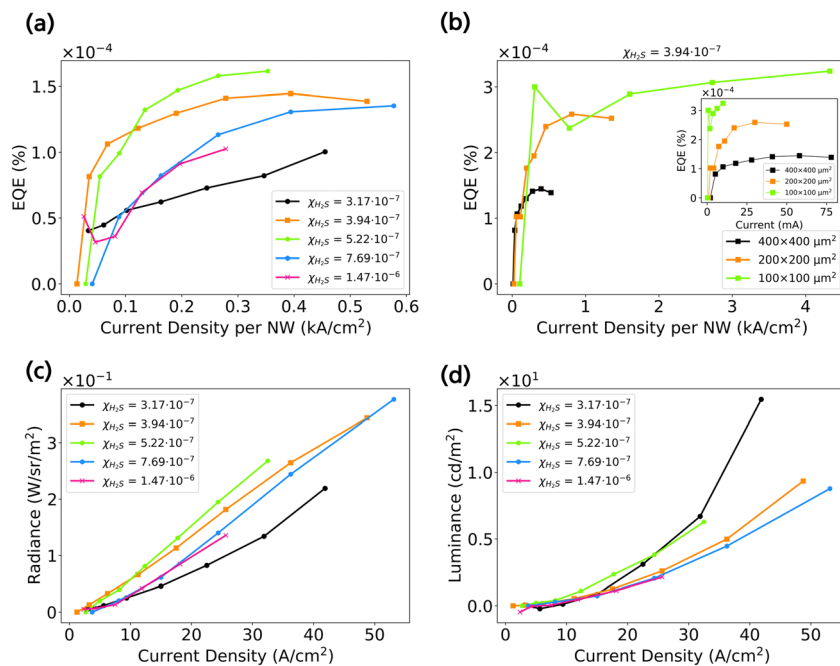 (a)
×10⁻⁴
EQE (%)
1.5
1.0
0.5
0.0
0.0 0.1 0.2 0.3 0.4 0.5 0.6
Current Density per NW (kA/cm²)
χH₂S = 3.17·10⁻⁷
χH₂S = 3.94·10⁻⁷
χH₂S = 5.22·10⁻⁷
χH₂S = 7.69·10⁻⁷
χH₂S = 1.47·10⁻⁶
(b)
×10⁻⁴
χH₂S = 3.94·10⁻⁷
EQE (%)
3
2
1
0
0 1 2 3 4
Current Density per NW (kA/cm²)
×10⁻⁴
EQE (%)
3
2
1
0
0 25 50 75
Current (mA)
400×400 μm²
200×200 μm²
100×100 μm²
400×400 μm²
200×200 μm²
100×100 μm²
(c)
×10⁻¹
Radiance (W/sr/m²)
3
2
1
0
0 10 20 30 40 50
Current Density (A/cm²)
χH₂S = 3.17·10⁻⁷
χH₂S = 3.94·10⁻⁷
χH₂S = 5.22·10⁻⁷
χH₂S = 7.69·10⁻⁷
χH₂S = 1.47·10⁻⁶
(d)
×10¹
Luminance (cd/m²)
1.5
1.0
0.5
0.0
0 10 20 30 40 50
Current Density (A/cm²)
χH₂S = 3.17·10⁻⁷
χH₂S = 3.94·10⁻⁷
χH₂S = 5.22·10⁻⁷
χH₂S = 7.69·10⁻⁷
χH₂S = 1.47·10⁻⁶